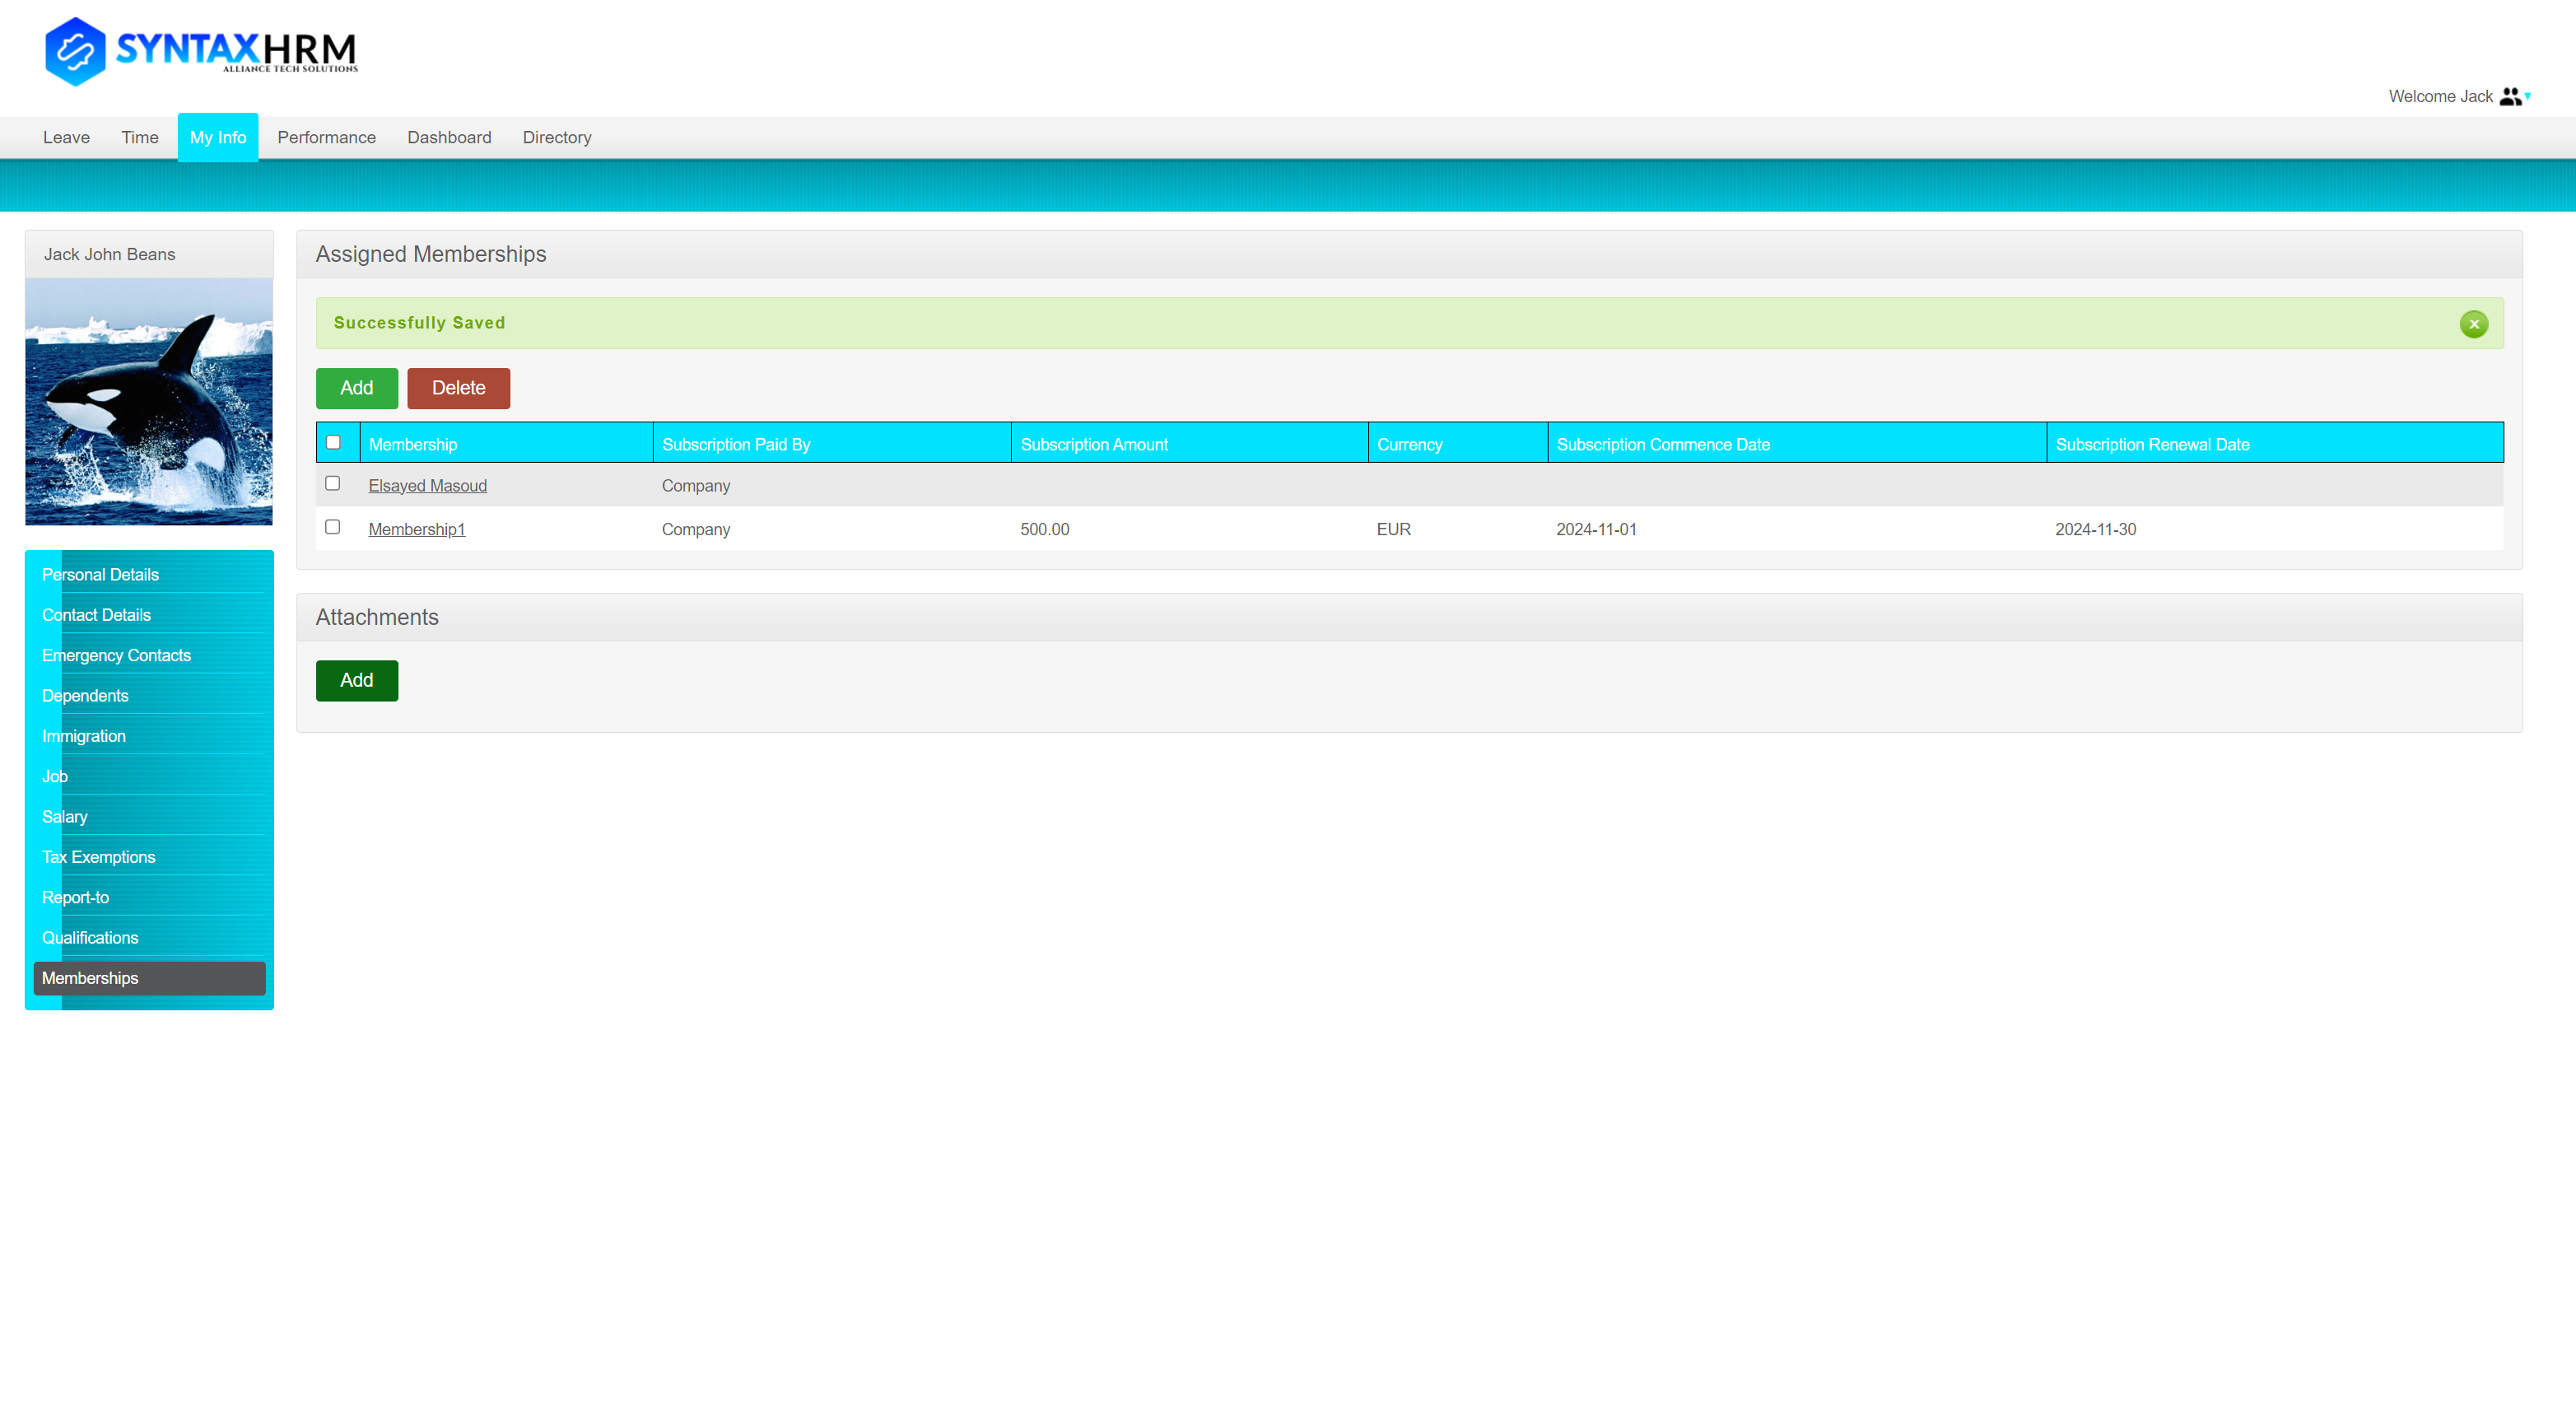 SYNTAXHRM
ALLIANCE TECH SOLUTIONS
Welcome Jack
Leave Time My Info Performance Dashboard Directory
Jack John Beans
Assigned Memberships
Successfully Saved
x
Add Delete
Membership Subscription Paid By Subscription Amount Currency Subscription Commence Date Subscription Renewal Date
Elsayed Masoud Company
Membership1 Company 500.00 EUR 2024-11-01 2024-11-30
Attachments
Add
Personal Details
Contact Details
Emergency Contacts
Dependents
Immigration
Job
Salary
Tax Exemptions
Report-to
Qualifications
Memberships